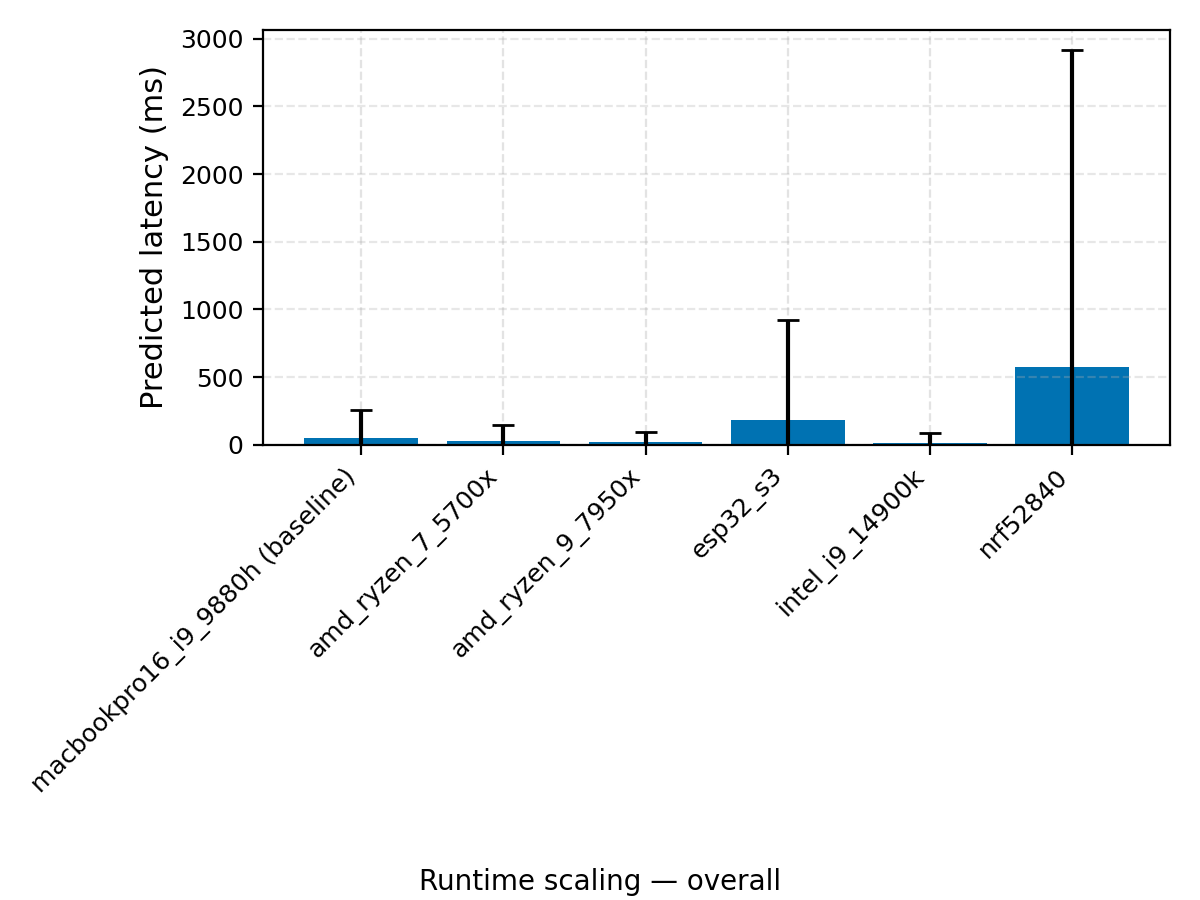 Predicted latency (ms)
3000
2500
2000
1500
1000
500
0
macbookpro16_i9_9880h (baseline)
amd_ryzen_7_5700x
amd_ryzen_9_7950x
esp32_s3
intel_i9_14900k
nrf52840
Runtime scaling — overall